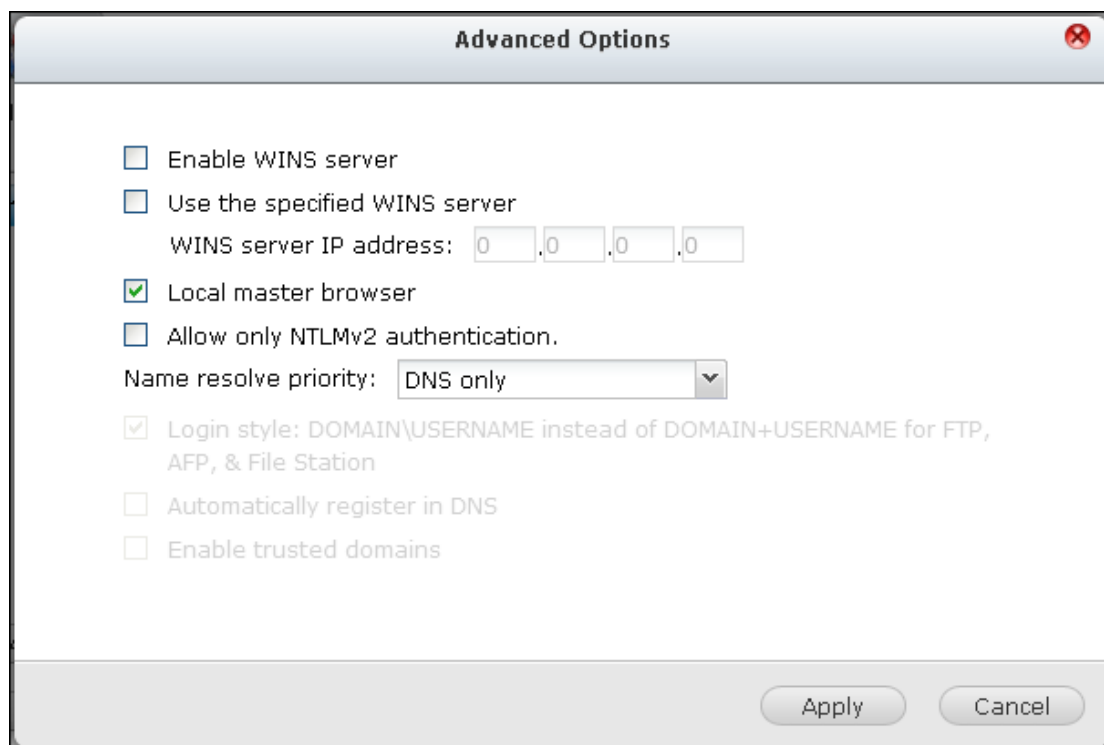 Advanced Options
Enable WINS server
Use the specified WINS server
WINS server IP address: 0 .0 .0 .0
Local master browser
Allow only NTLMv2 authentication.
Name resolve priority: DNS only
Login style: DOMAIN\USERNAME instead of DOMAIN+USERNAME for FTP,
AFP, & File Station
Automatically register in DNS
Enable trusted domains
Apply Cancel